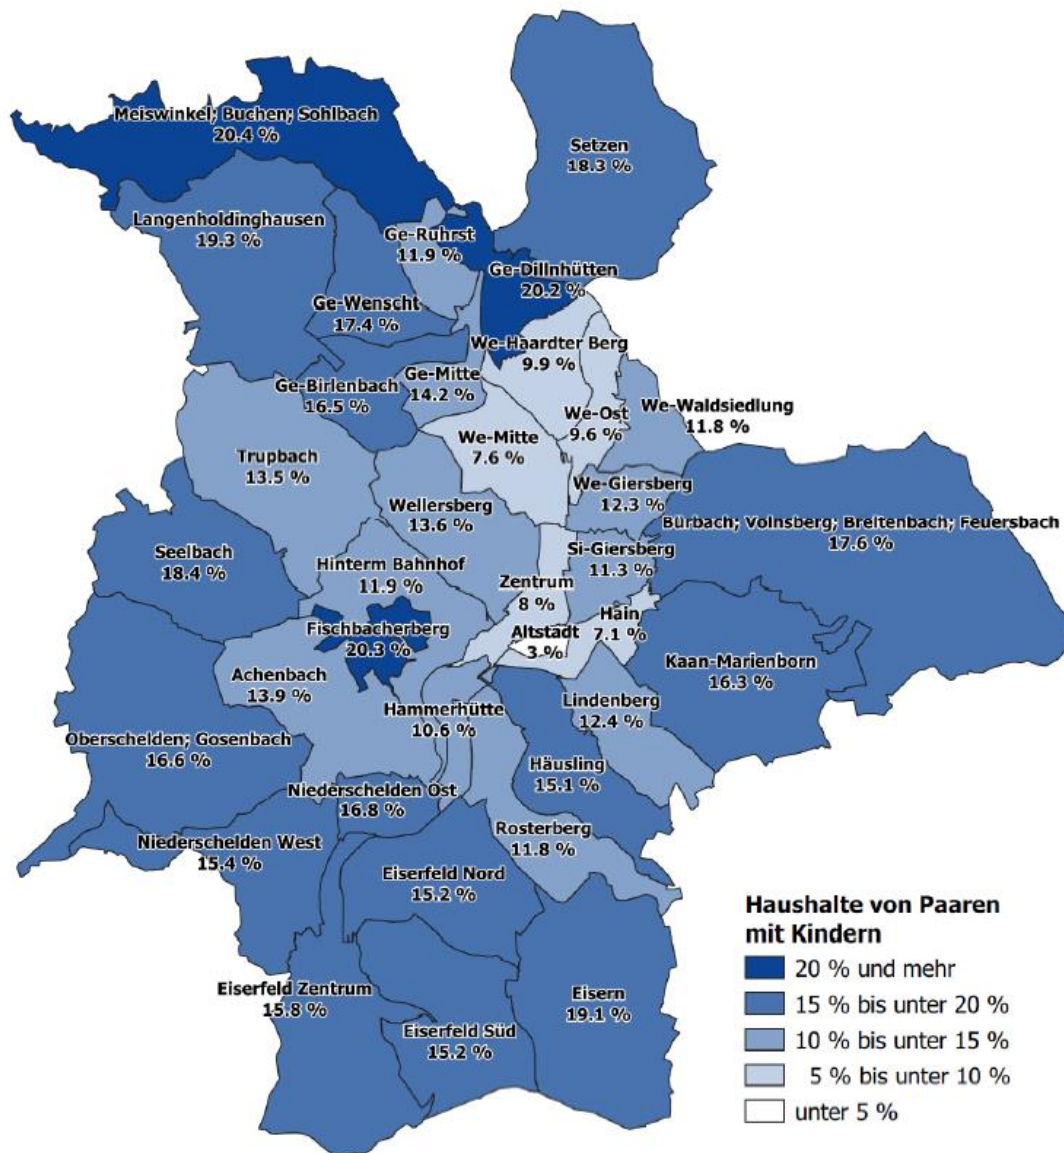 Meiswinkel; Buchen; Sohlbach
20.4 %
Setzen
18.3 %
Langenholdinghausen
19.3 %
Ge-Ruhrst
11.9 %
Ge-Dillnhütten
20.2 %
Ge-Wenscht
17.4 %
We-Haardter Berg
9.9 %
Ge-Mitte
14.2 %
Ge-Birlenbach
16.5 %
We-Waldsiedlung
11.8 %
We-Ost
9.6 %
We-Mitte
7.6 %
Trupbach
13.5 %
We-Giersberg
12.3 %
Wellersberg
13.6 %
Bürbach; Volnsberg; Breitenbach; Feuersbach
17.6 %
Seelbach
18.4 %
Si-Giersberg
11.3 %
Hinterm Bahnhof
11.9 %
Zentrum
8 %
Hain
7.1 %
Fischbacherberg
20.3 %
Altstadt
3 %
Kaan-Marienborn
16.3 %
Achenbach
13.9 %
Lindenberg
12.4 %
Hammerhütte
10.6 %
Oberschelden; Gosenbach
16.6 %
Häusling
15.1 %
Niederschelden Ost
16.8 %
Rosterberg
11.8 %
Niederschelden West
15.4 %
Eiserfeld Nord
15.2 %
Eiserfeld Zentrum
15.8 %
Eisern
19.1 %
Eiserfeld Süd
15.2 %
Haushalte von Paaren
mit Kindern
20 % und mehr
15 % bis unter 20 %
10 % bis unter 15 %
5 % bis unter 10 %
unter 5 %